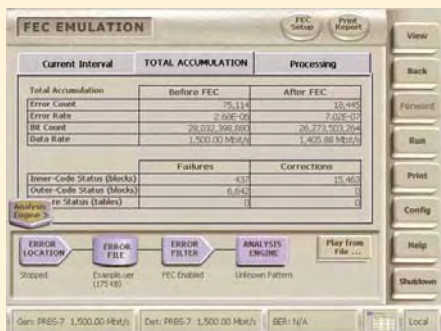 FEC EMULATION
FEC Setup
Print Report
View
Current Interval
TOTAL ACCUMULATION
Processing
Back
Total Accumulation Before FEC After FEC
Error Count 75,114 18,445
Error Rate 2.68E-06 7.02E-07
Bit Count 28,032,398,880 26,273,503,264
Data Rate 1,500.00 Mbit/s 1,405.88 Mbit/s
Forward
Run
Print
Failures Corrections
Inner-Code Status (blocks) 437 15,463
Outer-Code Status (blocks) 6,642 0
re Status (tables) 0 0
Analysis Engine >
Config
ERROR LOCATION
ERROR FILE
ERROR FILTER
ANALYSIS ENGINE
Play from File ...
Help
Stopped
Example.uer (175 kB)
FEC Enabled
Unknown Pattern
Shutdown
Gen: PRBS-7 1,500.00 Mbit/s
Det: PRBS-7 1,500.00 Mbit/s
BER: N/A
Local